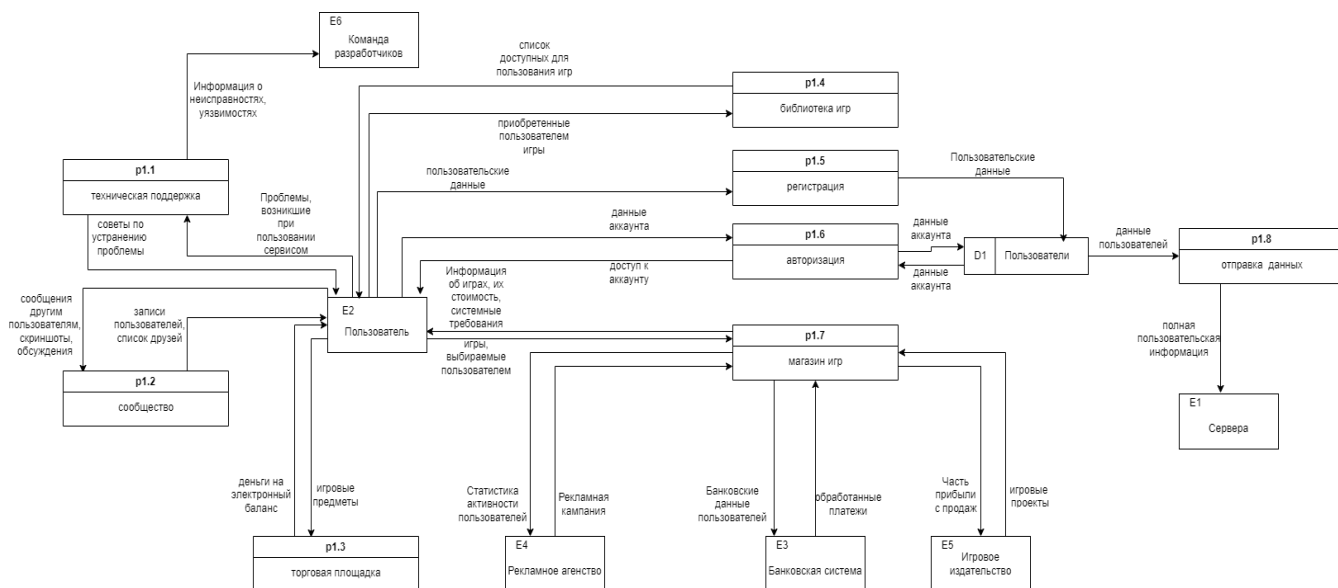 E6
Команда
разработчиков
список
доступных для
пользования игр
Информация о
неисправностях,
уязвимостях
p1.4
библиотека игр
приобретенные
пользователем
игры
p1.1
техническая поддержка
пользовательские
данные
p1.5
регистрация
Пользовательские
данные
советы по
устранению
проблемы
Проблемы,
возникшие
при
пользовании
сервисом
данные
аккаунта
p1.6
авторизация
данные
аккаунта
D1
Пользователи
данные
пользователей
p1.8
отправка данных
доступ к
аккаунту
данные
аккаунта
Информация
об играх, их
стоимость,
системные
требования
сообщения
другим
пользователям,
скриншоты,
обсуждения
записи
пользователей,
список друзей
E2
Пользователь
игры,
выбираемые
пользователем
p1.7
магазин игр
полная
пользовательская
информация
p1.2
сообщество
E1
Сервера
деньги на
электронный
баланс
игровые
предметы
Статистика
активности
пользователей
Рекламная
кампания
Банковские
данные
пользователей
обработанные
платежи
Часть
прибыли
с продаж
игровые
проекты
p1.3
торговая площадка
E4
Рекламное агенство
E3
Банковская система
E5
Игровое
издательство